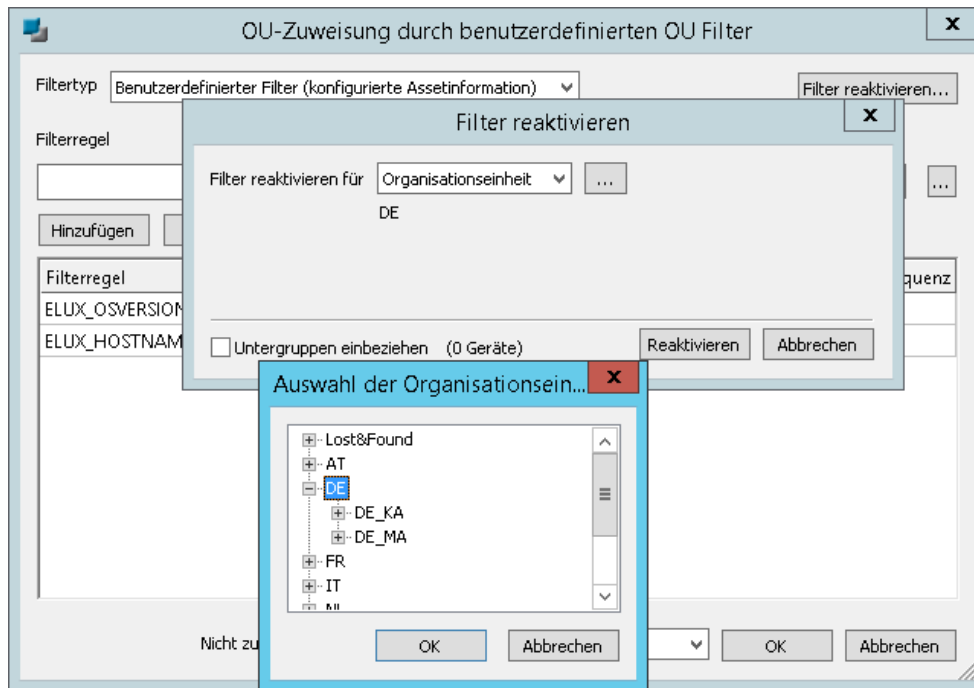 OU-Zuweisung durch benutzerdefinierten OU Filter
x
Filtertyp Benutzerdefinierter Filter (konfigurierte Assetinformation) Filter reaktivieren...
Filter reaktivieren
x
Filterregel
Filter reaktivieren für Organisationseinheit ...
...
DE
Hinzufügen
Filterregel quenz
ELUX_OSVERSION
ELUX_HOSTNAM
Untergruppen einbeziehen (0 Geräte) Reaktivieren Abbrechen
Auswahl der Organisationsein... x
Lost&Found
AT
DE
DE_KA
DE_MA
FR
IT
Nicht zu
OK Abbrechen
OK Abbrechen